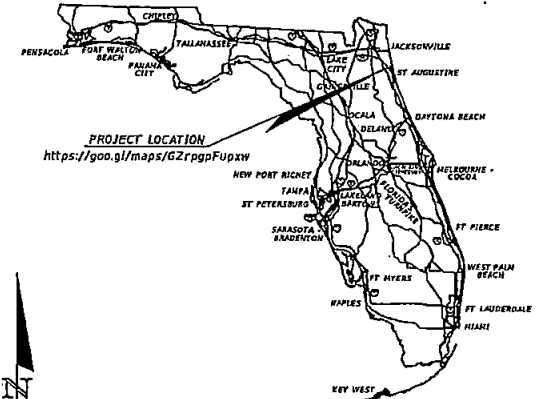 CHIPLEY
PENSACOLA
FORT WALTON
BEACH
TALLAHASSEE
PANAMA
CITY
LAKE
CITY
JACKSONVILLE
ST AUGUSTINE
OCALA
DELAND
DAYTONA BEACH
PROJECT LOCATION
https://goo.gl/maps/GZrpgpFupxw
ORLANDO
NEW PORT RICHEY
TAMPA
ST PETERSBURG
LAKELAND
BARTOW
MELBOURNE -
COCOA
FLORIDA'S
TURNPIKE
SARASOTA -
BRADENTON
FT PIERCE
WEST PALM
BEACH
FT MYERS
NAPLES
FT LAUDERDALE
MIAMI
KEY WEST
N